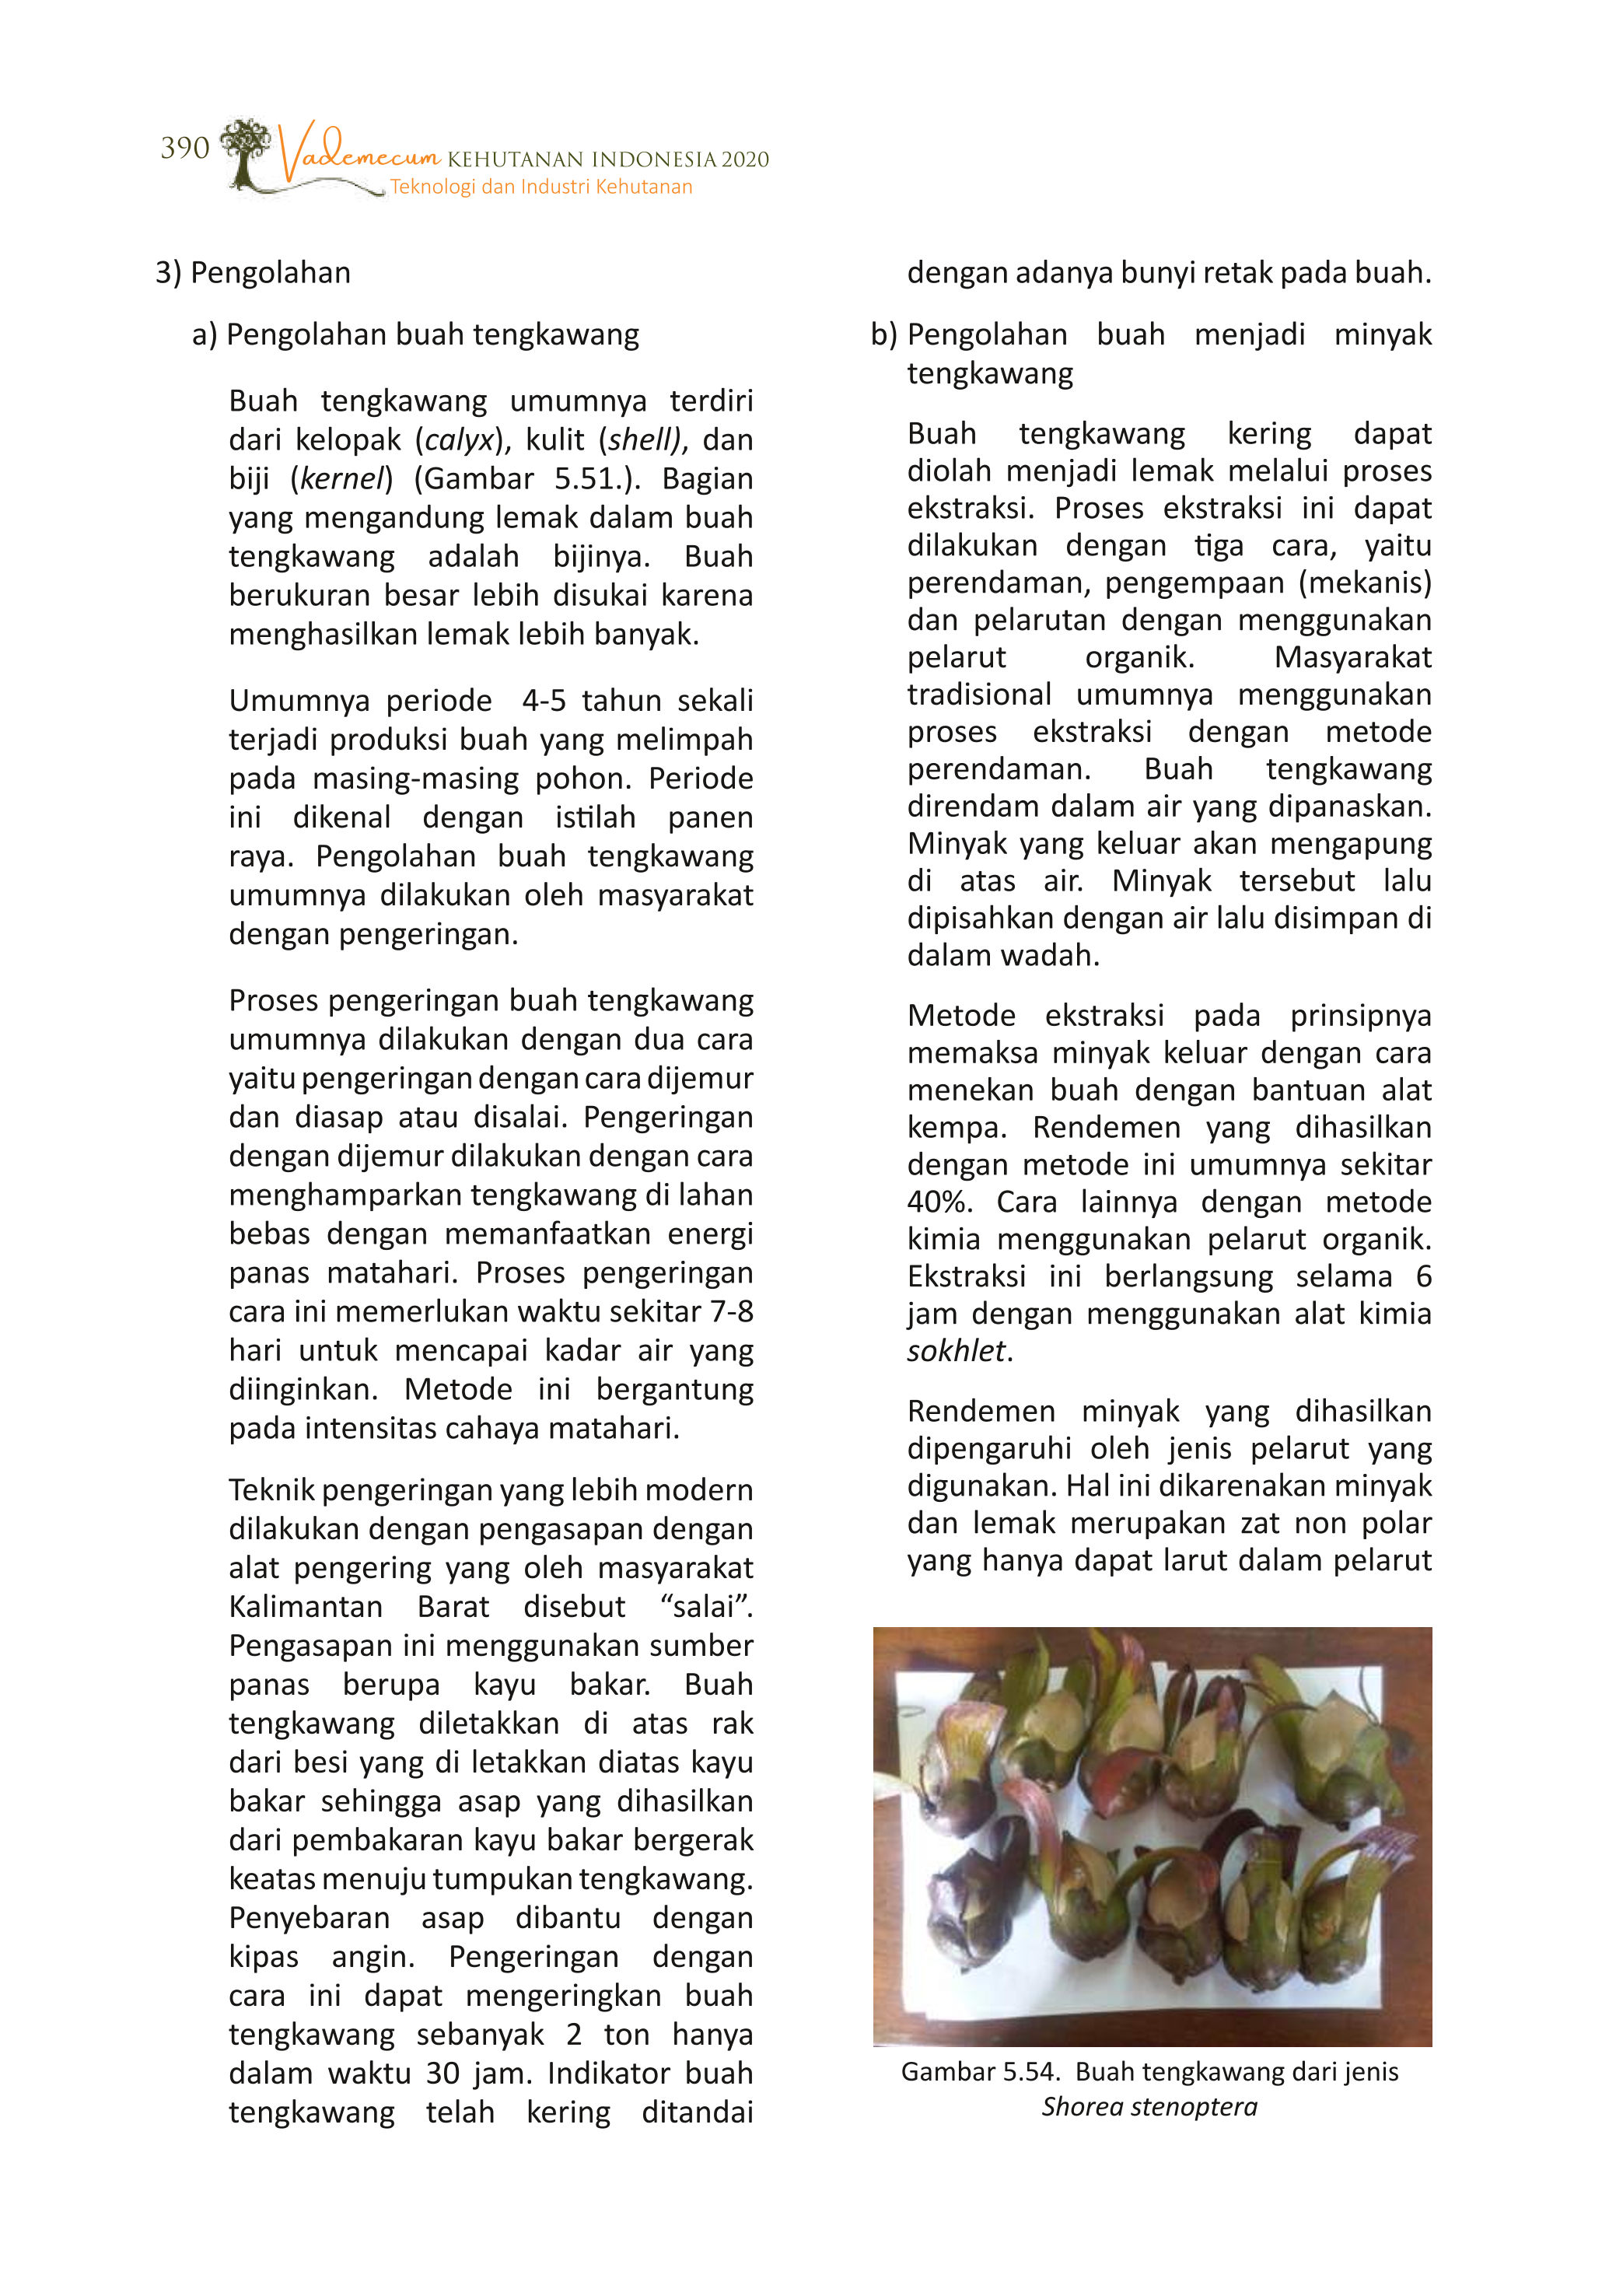 390
Vademecum KEHUTANAN INDONESIA 2020
Teknologi dan Industri Kehutanan
3) Pengolahan
a) Pengolahan buah tengkawang
Buah tengkawang umumnya terdiri
dari kelopak (calyx), kulit (shell), dan
biji (kernel) (Gambar 5.51.). Bagian
yang mengandung lemak dalam buah
tengkawang adalah bijinya. Buah
berukuran besar lebih disukai karena
menghasilkan lemak lebih banyak.
Umumnya periode 4-5 tahun sekali
terjadi produksi buah yang melimpah
pada masing-masing pohon. Periode
ini dikenal dengan istilah panen
raya. Pengolahan buah tengkawang
umumnya dilakukan oleh masyarakat
dengan pengeringan.
Proses pengeringan buah tengkawang
umumnya dilakukan dengan dua cara
yaitu pengeringan dengan cara dijemur
dan diasap atau disalai. Pengeringan
dengan dijemur dilakukan dengan cara
menghamparkan tengkawang di lahan
bebas dengan memanfaatkan energi
panas matahari. Proses pengeringan
cara ini memerlukan waktu sekitar 7-8
hari untuk mencapai kadar air yang
diinginkan. Metode ini bergantung
pada intensitas cahaya matahari.
Teknik pengeringan yang lebih modern
dilakukan dengan pengasapan dengan
alat pengering yang oleh masyarakat
Kalimantan Barat disebut “salai”.
Pengasapan ini menggunakan sumber
panas berupa kayu bakar. Buah
tengkawang diletakkan di atas rak
dari besi yang di letakkan diatas kayu
bakar sehingga asap yang dihasilkan
dari pembakaran kayu bakar bergerak
keatas menuju tumpukan tengkawang.
Penyebaran asap dibantu dengan
kipas angin. Pengeringan dengan
cara ini dapat mengeringkan buah
tengkawang sebanyak 2 ton hanya
dalam waktu 30 jam. Indikator buah
tengkawang telah kering ditandai
dengan adanya bunyi retak pada buah.
b) Pengolahan buah menjadi minyak
tengkawang
Buah tengkawang kering dapat
diolah menjadi lemak melalui proses
ekstraksi. Proses ekstraksi ini dapat
dilakukan dengan tiga cara, yaitu
perendaman, pengempaan (mekanis)
dan pelarutan dengan menggunakan
pelarut organik. Masyarakat
tradisional umumnya menggunakan
proses ekstraksi dengan metode
perendaman. Buah tengkawang
direndam dalam air yang dipanaskan.
Minyak yang keluar akan mengapung
di atas air. Minyak tersebut lalu
dipisahkan dengan air lalu disimpan di
dalam wadah.
Metode ekstraksi pada prinsipnya
memaksa minyak keluar dengan cara
menekan buah dengan bantuan alat
kempa. Rendemen yang dihasilkan
dengan metode ini umumnya sekitar
40%. Cara lainnya dengan metode
kimia menggunakan pelarut organik.
Ekstraksi ini berlangsung selama 6
jam dengan menggunakan alat kimia
sokhlet.
Rendemen minyak yang dihasilkan
dipengaruhi oleh jenis pelarut yang
digunakan. Hal ini dikarenakan minyak
dan lemak merupakan zat non polar
yang hanya dapat larut dalam pelarut
Gambar 5.54. Buah tengkawang dari jenis
Shorea stenoptera